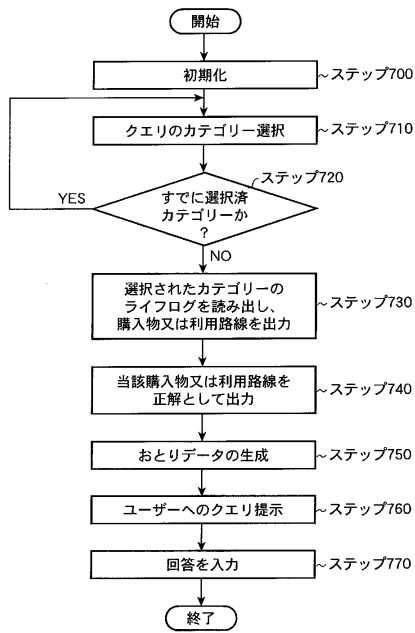 開始
初期化
ステップ700
クエリのカテゴリー選択
ステップ710
ステップ720
YES
すでに選択済
カテゴリーか
?
NO
選択されたカテゴリーの
ライフログを読み出し、
購入物又は利用路線を出力
ステップ730
当該購入物又は利用路線を
正解として出力
ステップ740
おとりデータの生成
ステップ750
ユーザーへのクエリ提示
ステップ760
回答を入力
ステップ770
終了